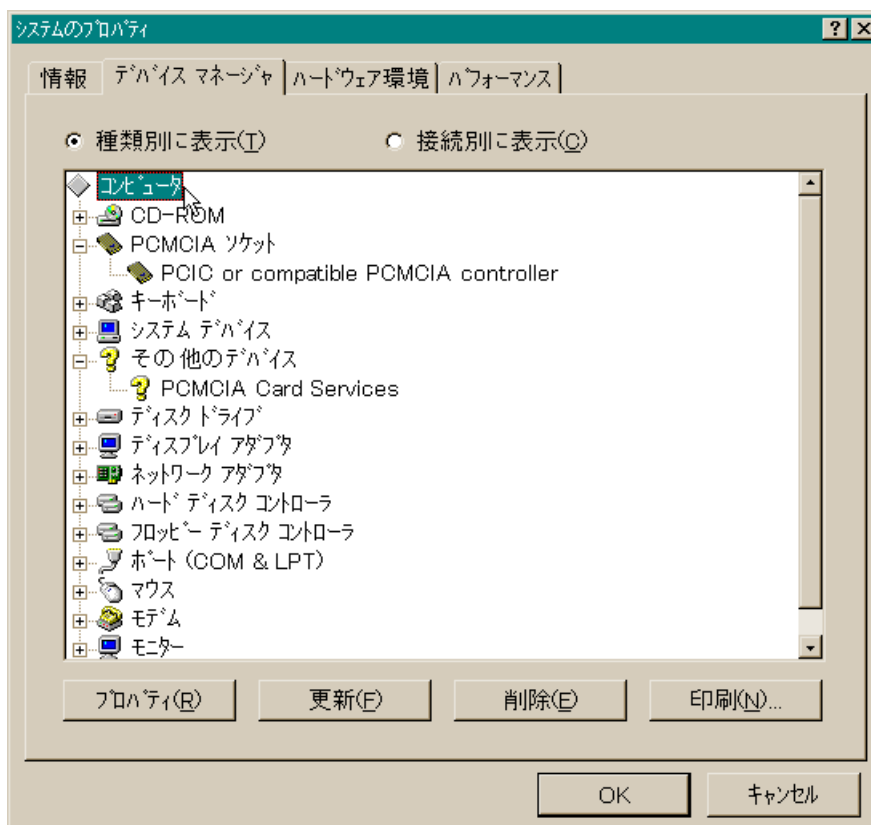 システムのプロパティ
情報 デバイス マネージャ ハードウェア環境 パフォーマンス
種類別に表示(T) 接続別に表示(C)
コンピュータ
CD-ROM
PCMCIA ソケット
PCIC or compatible PCMCIA controller
キーボード
システム デバイス
その他のデバイス
PCMCIA Card Services
ディスク ドライブ
ディスプレイ アダプタ
ネットワーク アダプタ
ハード ディスク コントローラ
フロッピー ディスク コントローラ
ポート (COM & LPT)
マウス
モデム
モニター
プロパティ(R) 更新(F) 削除(E) 印刷(N)...
OK キャンセル